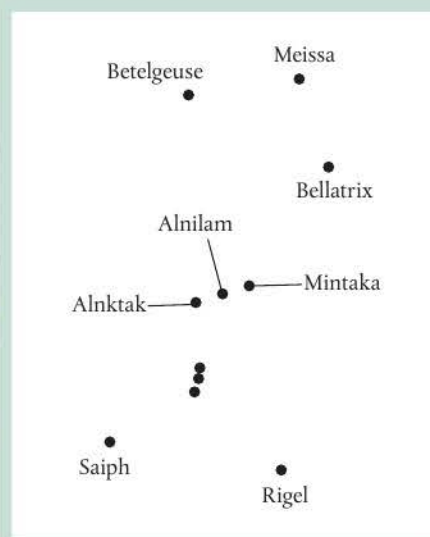 Meissa
Betelgeuse
Bellatrix
Alnilam
Mintaka
Alnktak
Saiph
Rigel